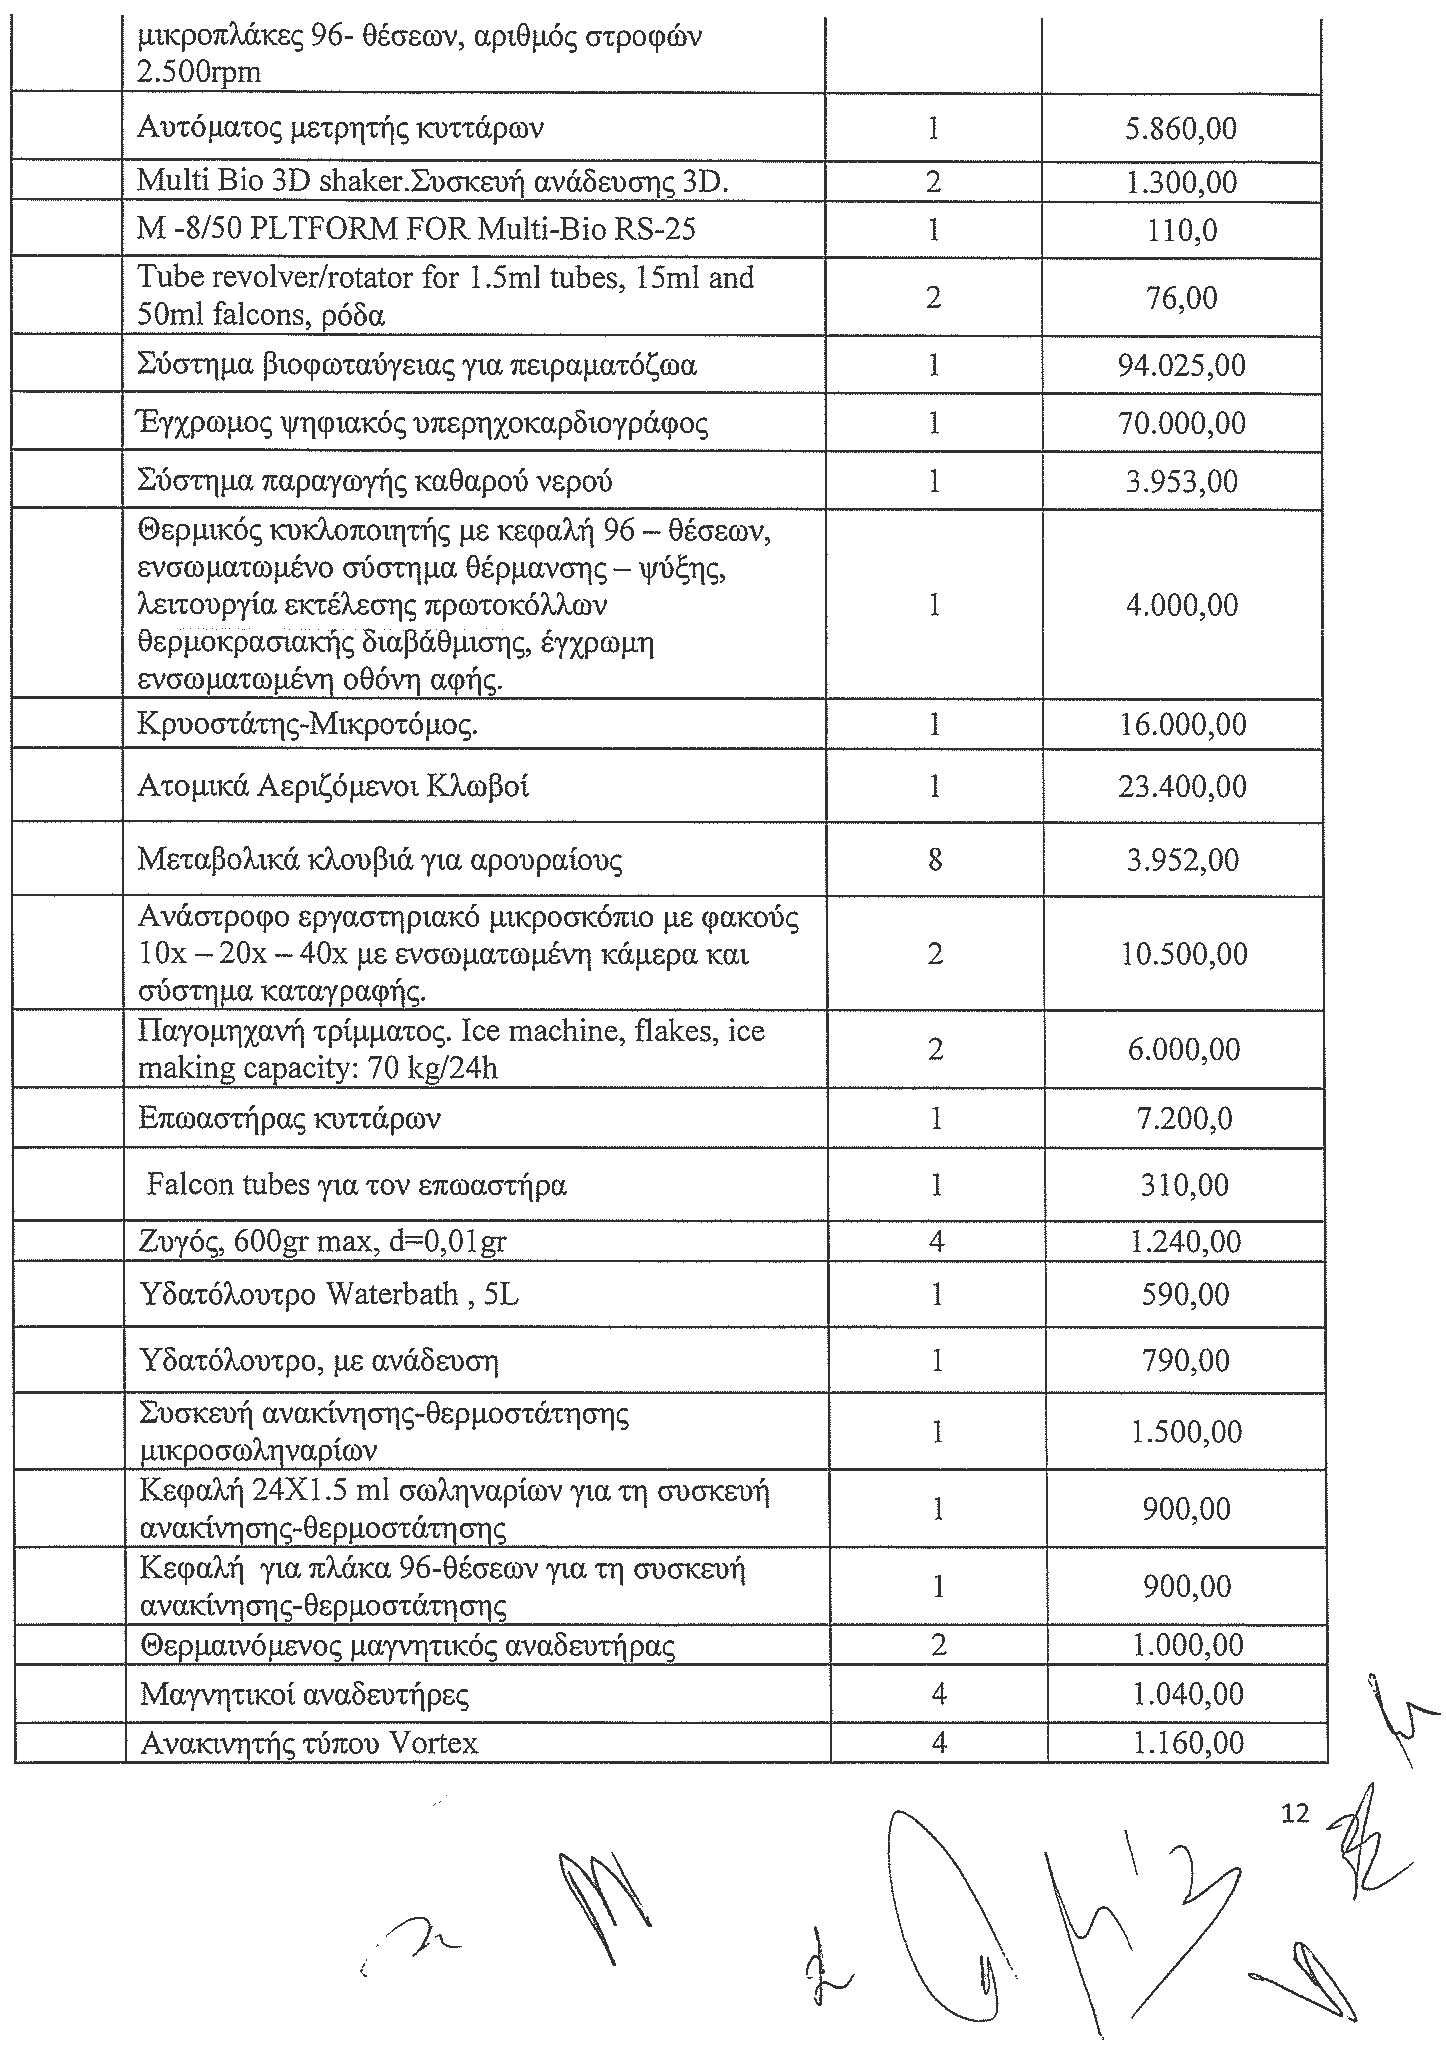 μικροπλάκες 96- θέσεων, αριθμός στροφών
2.500rpm
Αυτόματος μετρητής κυττάρων 1 5.860,00
Multi Bio 3D shaker.Συσκευή ανάδευσης 3D. 2 1.300,00
M -8/50 PLTFORM FOR Multi-Bio RS-25 1 110,0
Tube revolver/rotator for 1.5ml tubes, 15ml and
50ml falcons, ρόδα 2 76,00
Σύστημα βιοφωταύγειας για πειραματόζωα 1 94.025,00
Έγχρωμος ψηφιακός υπερηχοκαρδιογράφος 1 70.000,00
Σύστημα παραγωγής καθαρού νερού 1 3.953,00
Θερμικός κυκλοποιητής με κεφαλή 96 – θέσεων,
ενσωματωμένο σύστημα θέρμανσης – ψύξης,
λειτουργία εκτέλεσης πρωτοκόλλων 1 4.000,00
θερμοκρασιακής διαβάθμισης, έγχρωμη
ενσωματωμένη οθόνη αφής.
Κρυοστάτης-Μικροτόμος. 1 16.000,00
Ατομικά Αεριζόμενοι Κλωβοί 1 23.400,00
Μεταβολικά κλουβιά για αρουραίους 8 3.952,00
Ανάστροφο εργαστηριακό μικροσκόπιο με φακούς
10x – 20x – 40x με ενσωματωμένη κάμερα και 2 10.500,00
σύστημα καταγραφής.
Παγομηχανή τρίμματος. Ice machine, flakes, ice
making capacity: 70 kg/24h 2 6.000,00
Επωαστήρας κυττάρων 1 7.200,0
Falcon tubes για τον επωαστήρα 1 310,00
Ζυγός, 600gr max, d=0,01gr 4 1.240,00
Υδατόλουτρο Waterbath , 5L 1 590,00
Υδατόλουτρο, με ανάδευση 1 790,00
Συσκευή ανακίνησης-θερμοστάτησης
μικροσωληναρίων 1 1.500,00
Κεφαλή 24X1.5 ml σωληναρίων για τη συσκευή
ανακίνησης-θερμοστάτησης 1 900,00
Κεφαλή  για πλάκα 96-θέσεων για τη συσκευή
ανακίνησης-θερμοστάτησης 1 900,00
Θερμαινόμενος μαγνητικός αναδευτήρας 2 1.000,00
Μαγνητικοί αναδευτήρες 4 1.040,00
Ανακινητής τύπου Vortex 4 1.160,00
12